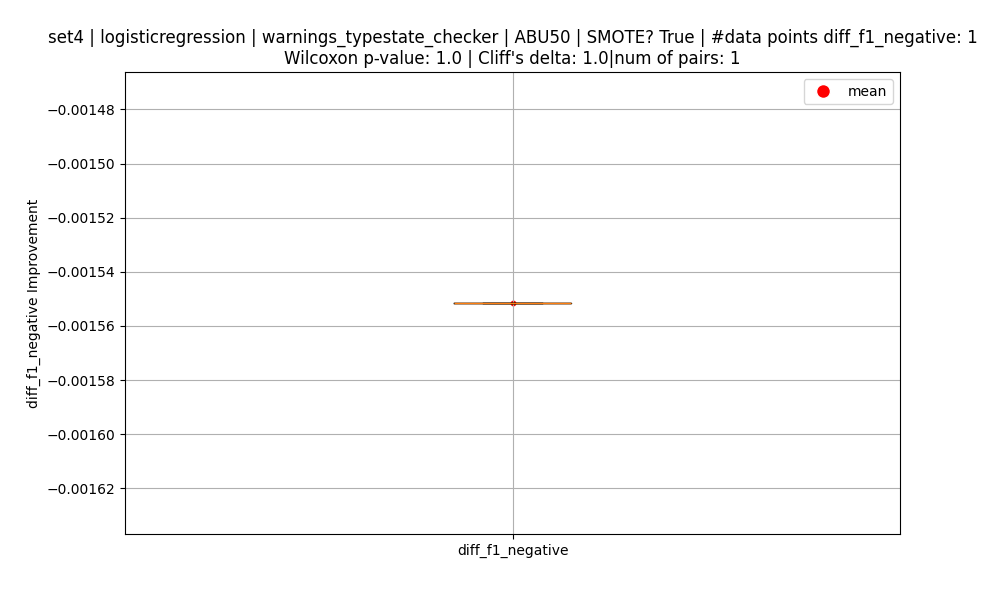 set4 | logisticregression | warnings_typestate_checker | ABU50 | SMOTE? True | #data points diff_f1_negative: 1
Wilcoxon p-value: 1.0 | Cliff's delta: 1.0|num of pairs: 1
mean
−0.00148
−0.00150
−0.00152
−0.00154
−0.00156
−0.00158
−0.00160
−0.00162
diff_f1_negative Improvement
diff_f1_negative